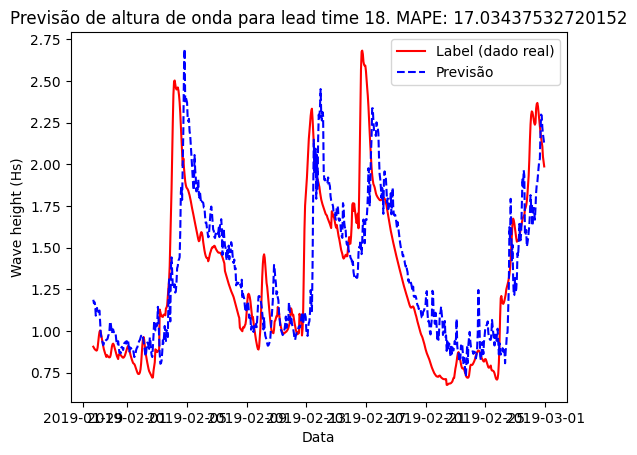 Previsão de altura de onda para lead time 18. MAPE: 17.03437532720152
Label (dado real)
Previsão
Wave height (Hs)
2.75
2.50
2.25
2.00
1.75
1.50
1.25
1.00
0.75
2019-01-29 2019-02-01 2019-02-05 2019-02-09 2019-02-13 2019-02-17 2019-02-21 2019-02-25 2019-03-01
Data